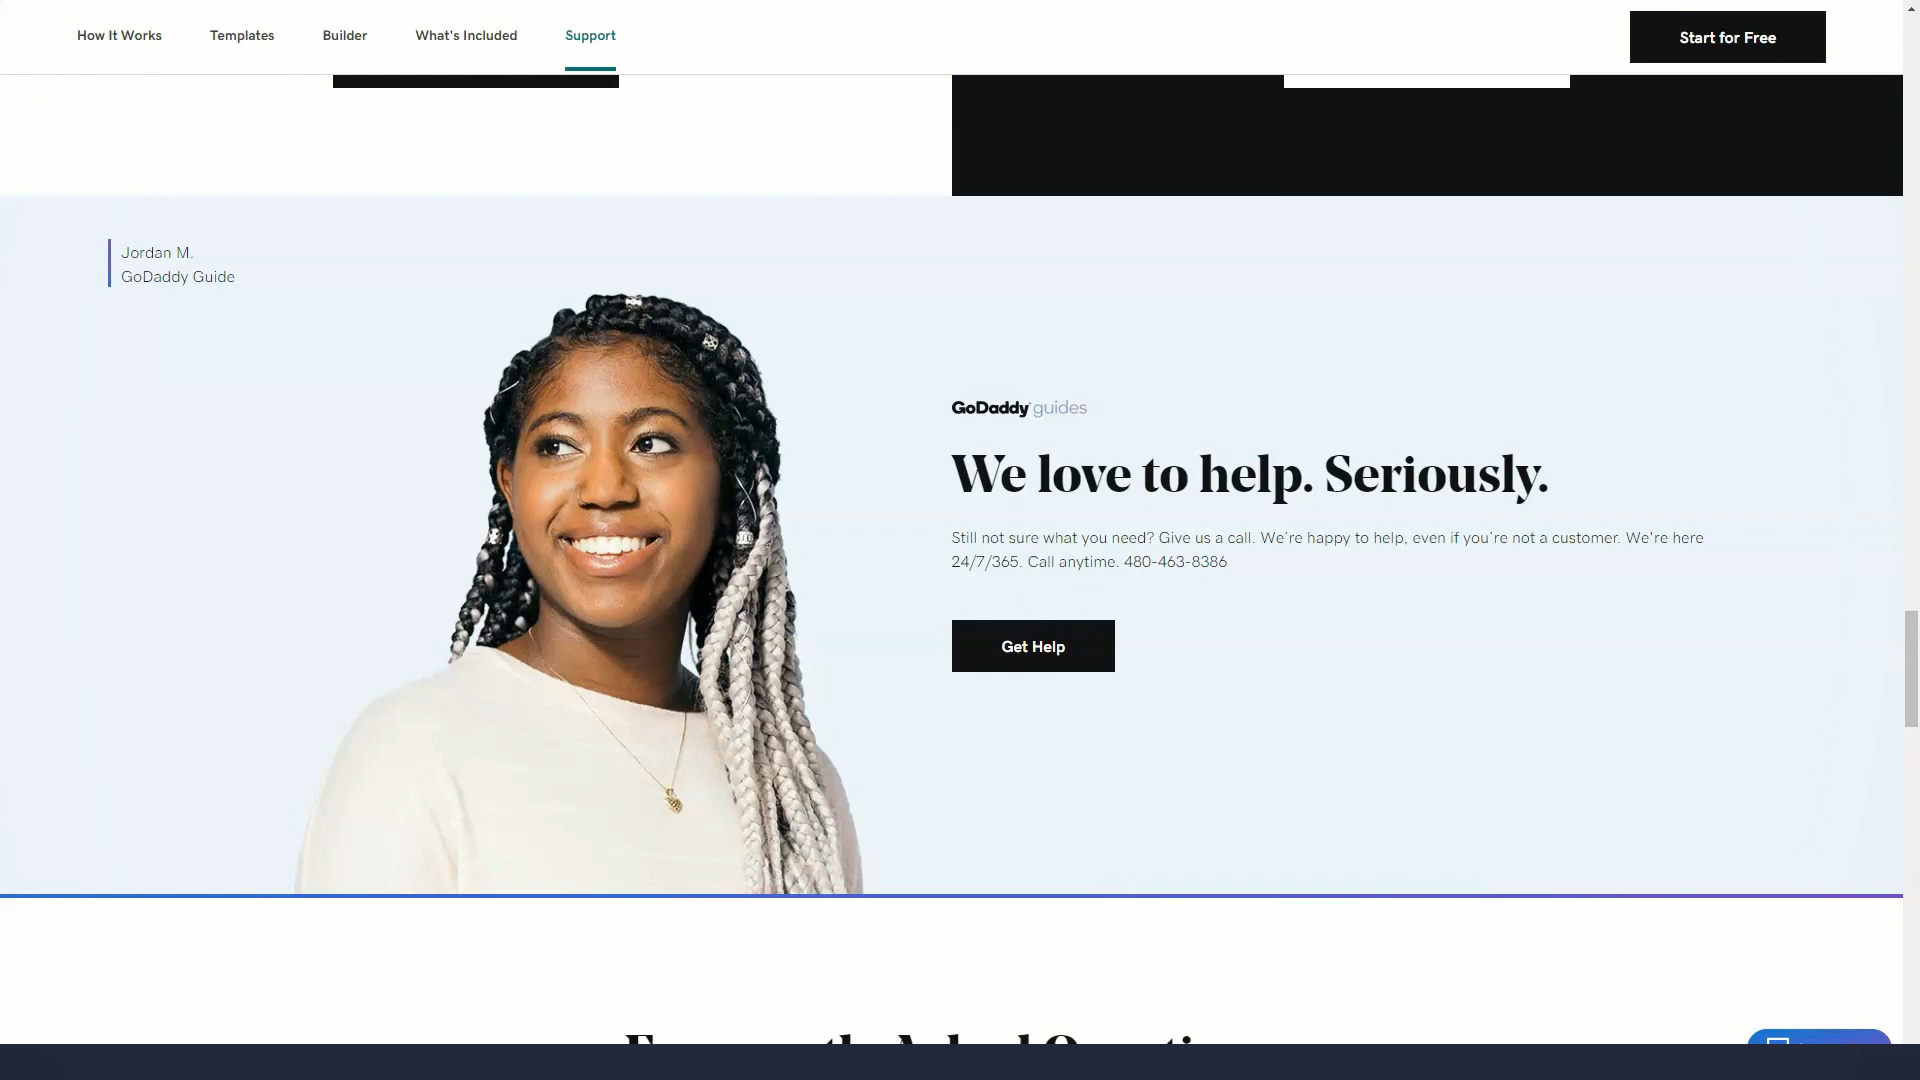 How It Works
Templates
Builder
What's Included
Support
Start for Free
Jordan M.
GoDaddy Guide
GoDaddy guides
We love to help. Seriously.
Still not sure what you need? Give us a call. We're happy to help, even if you're not a customer. We're here
24/7/365. Call anytime. 480-463-8386
Get Help